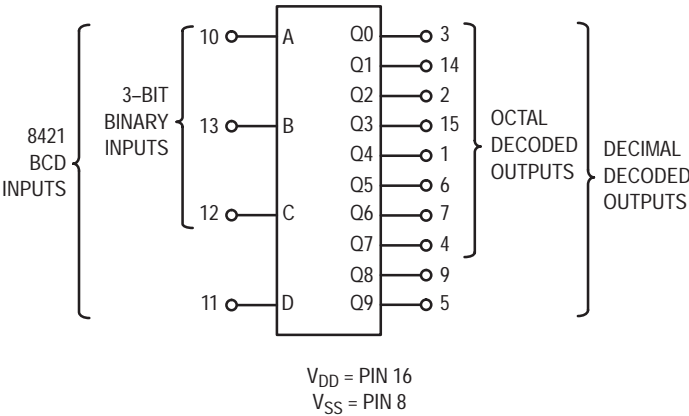 10 A Q0 3
Q1 14
3–BIT
BINARY
INPUTS
Q2 2
13 B Q3 15
8421
BCD
INPUTS
OCTAL
DECODED
OUTPUTS
Q4 1
DECIMAL
DECODED
OUTPUTS
Q5 6
12 C Q6 7
Q7 4
Q8 9
11 D Q9 5
VDD = PIN 16
VSS = PIN 8